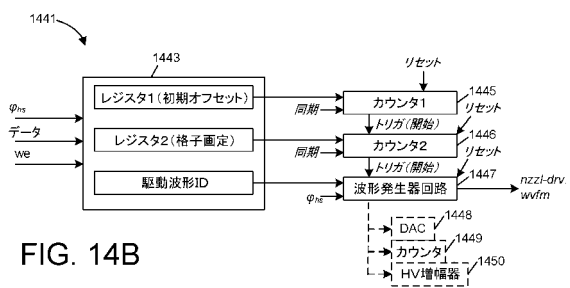 1441
1443
φhs
データ
we
レジスタ1(初期オフセット)
レジスタ2(格子画定)
駆動波形ID
リセット
同期
カウンタ1
1445
トリガ(開始)
リセット
同期
カウンタ2
1446
トリガ(開始)
リセット
φhs
波形発生器回路
1447
nzzl-drv.
wvfm
DAC
1448
カウンタ
1449
HV増幅器
1450
FIG. 14B